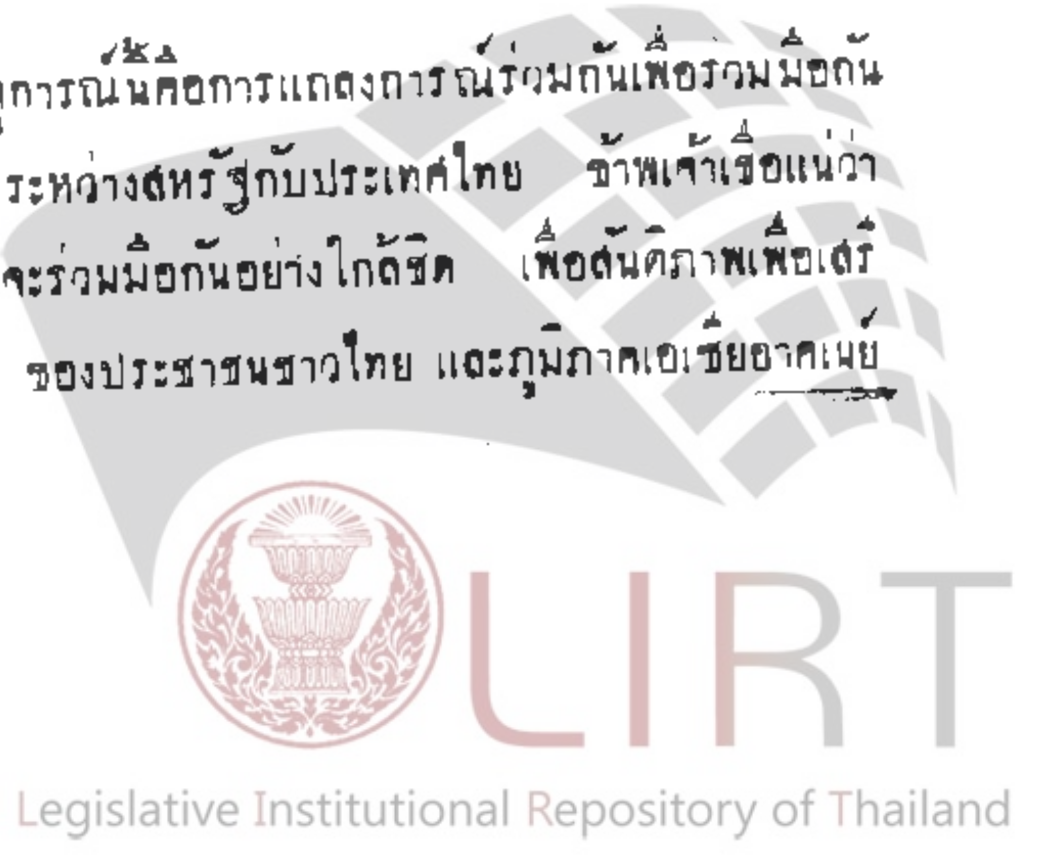 การณ์นี้คือการแถลงการณ์ร่วมกันเพื่อร่วมมือกัน
ระหว่างสหรัฐกับประเทศไทย ข้าพเจ้าเชื่อแน่ว่า
จะร่วมมือกันอย่างใกล้ชิด เพื่อสันติภาพเพื่อเสรี
ของประชาชนชาวไทย และภูมิภาคเอเชียอาคเนย์
LIRT
Legislative Institutional Repository of Thailand